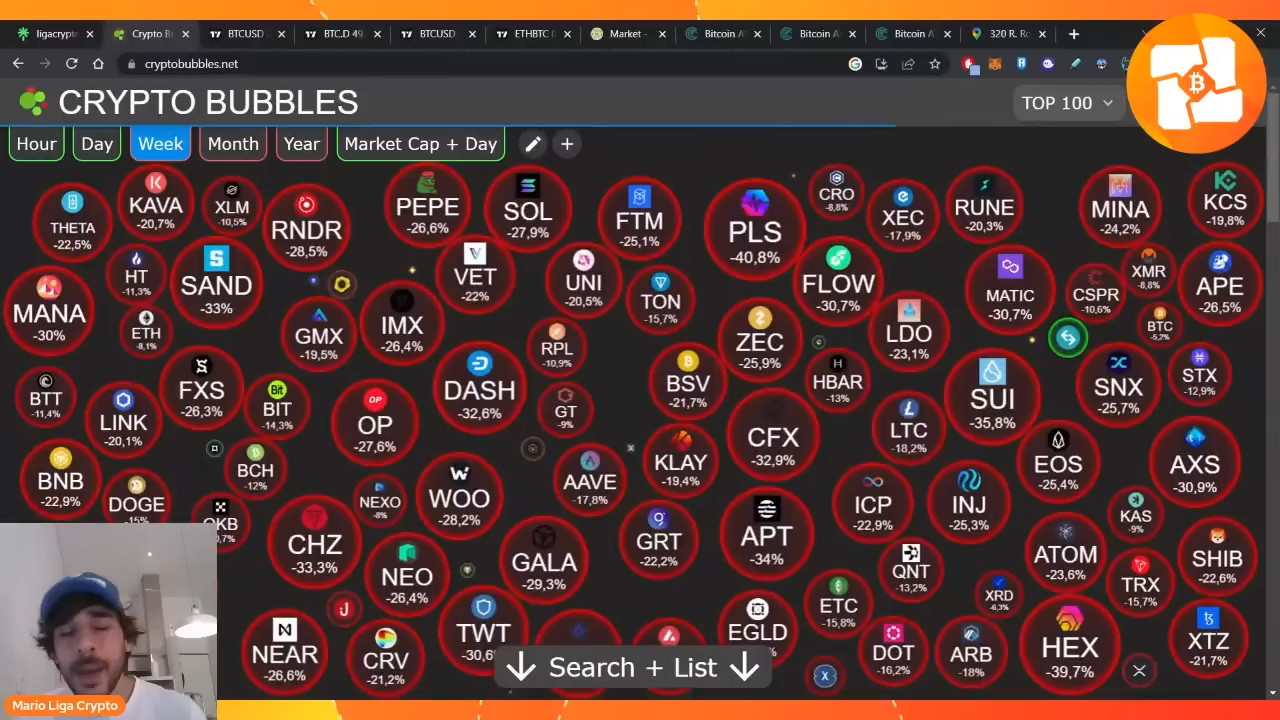 ligacrypt
Crypto B
BTCUSD
BTC.D 49.
BTCUSD
ETHBTC 0
Market -
Bitcoin A
Bitcoin A
Bitcoin A
320 R. R
cryptobubbles.net
CRYPTO BUBBLES
TOP 100
Hour
Day
Week
Month
Year
Market Cap + Day
THETA
-22,5%
KAVA
-20,7%
XLM
-10,5%
RNDR
-28,5%
PEPE
-26,6%
SOL
-27,9%
FTM
-25,1%
PLS
-40,8%
CRO
-8,8%
XEC
-17,9%
RUNE
-20,3%
MINA
-24,2%
KCS
-19,8%
HT
-11,3%
SAND
-33%
VET
-22%
UNI
-20,5%
TON
-15,7%
FLOW
-30,7%
MATIC
-30,7%
CSPR
-10,6%
XMR
-8,8%
APE
-26,5%
MANA
-30%
ETH
-8,1%
GMX
-19,5%
IMX
-26,4%
RPL
-10,9%
ZEC
-25,9%
LDO
-23,1%
BTC
-5,2%
BTT
-11,4%
LINK
-20,1%
FXS
-26,3%
BIT
-14,3%
OP
-27,6%
DASH
-32,6%
GT
-9%
BSV
-21,7%
HBAR
-13%
LTC
-18,2%
SUI
-35,8%
SNX
-25,7%
STX
-12,9%
BNB
-22,9%
DOGE
-15%
BCH
-12%
NEXO
-8%
WOO
-28,2%
AAVE
-17,8%
KLAY
-19,4%
CFX
-32,9%
ICP
-22,9%
INJ
-25,3%
EOS
-25,4%
AXS
-30,9%
OKB
0,7%
CHZ
-33,3%
NEO
-26,4%
GALA
-29,3%
GRT
-22,2%
APT
-34%
QNT
-13,2%
ATOM
-23,6%
KAS
-9%
TRX
-15,7%
SHIB
-22,6%
NEAR
-26,6%
CRV
-21,2%
TWT
-30,6
EGLD
ETC
-15,8%
DOT
-16,2%
ARB
-18%
XRD
-6,3%
HEX
-39,7%
XTZ
-21,7%
Search + List
Mario Liga Crypto